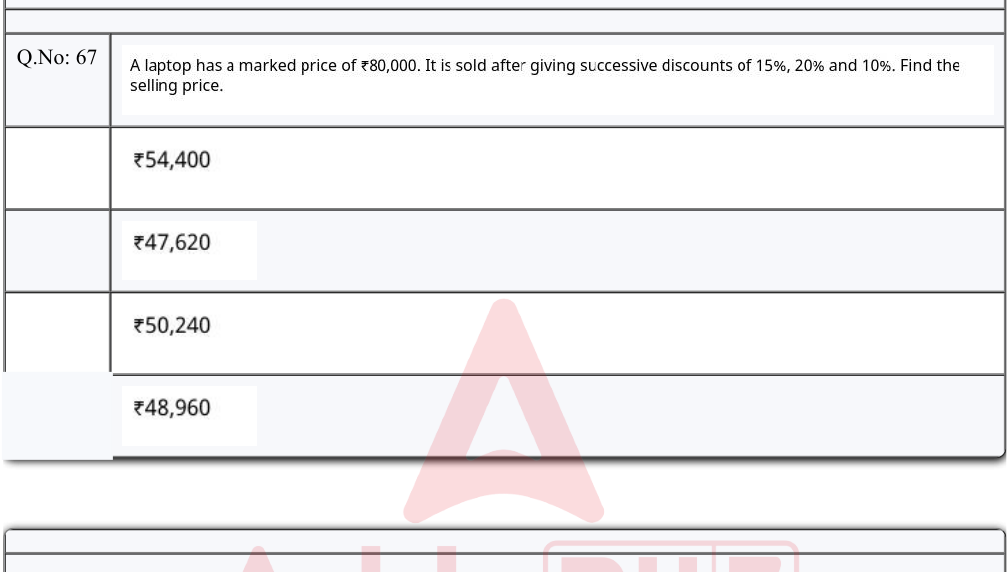 Q.No: 67
A laptop has a marked price of ₹80,000. It is sold after giving successive discounts of 15%, 20% and 10%. Find the
selling price.
₹54,400
₹47,620
₹50,240
₹48,960